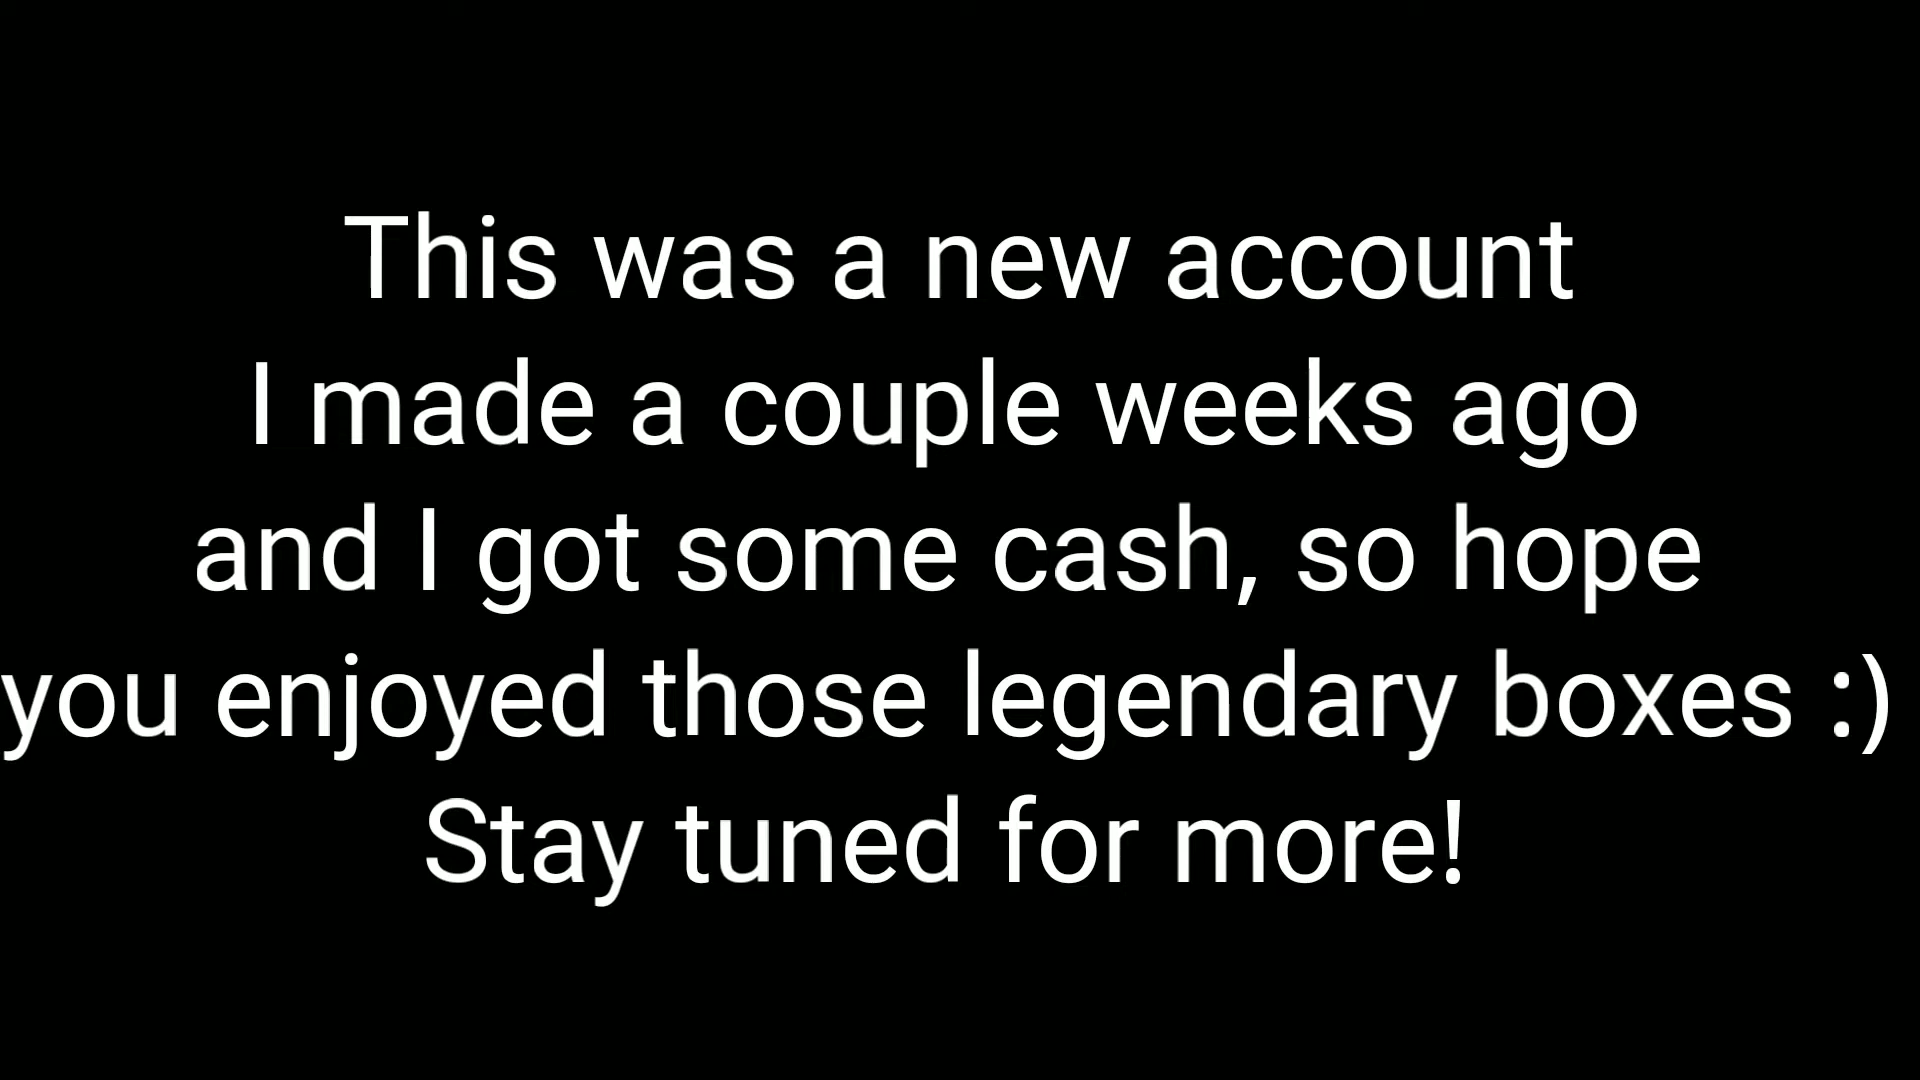 This was a new account
I made a couple weeks ago
and I got some cash, so hope
you enjoyed those legendary boxes :)
Stay tuned for more!